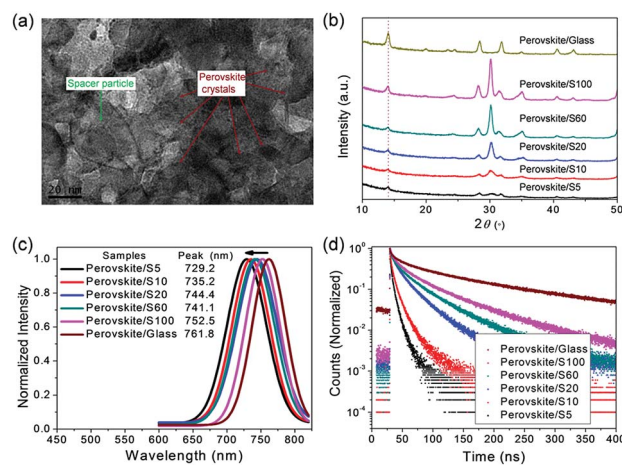 (a)
Spacer particle
Perovskite
crystals
20 nm
(b)
Intensity (a.u.)
Perovskite/Glass
Perovskite/S100
Perovskite/S60
Perovskite/S20
Perovskite/S10
Perovskite/S5
10 20 30 40 50
2 θ (°)
(c)
Normalized Intensity
1.0
0.8
0.6
0.4
0.2
0.0
Samples Peak (nm)
Perovskite/S5 729.2
Perovskite/S10 735.2
Perovskite/S20 744.4
Perovskite/S60 741.1
Perovskite/S100 752.5
Perovskite/Glass 761.8
450 500 550 600 650 700 750 800
Wavelength (nm)
(d)
Counts (Normalized)
10⁰
10⁻¹
10⁻²
10⁻³
10⁻⁴
Perovskite/Glass
Perovskite/S100
Perovskite/S60
Perovskite/S20
Perovskite/S10
Perovskite/S5
0 50 100 150 200 250 300 350 400
Time (ns)